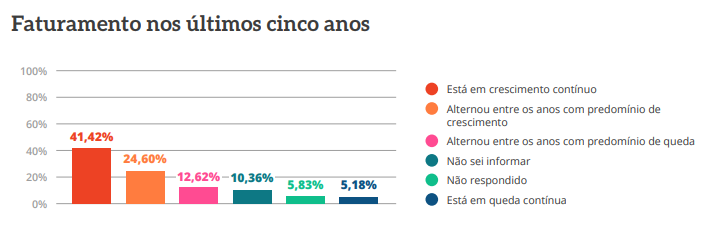 Faturamento nos últimos cinco anos
100%
80%
60%
40%
20%
0%
41,42%
24,60%
12,62%
10,36%
5,83%
5,18%
Está em crescimento contínuo
Alternou entre os anos com predomínio de
crescimento
Alternou entre os anos com predomínio de queda
Não sei informar
Não respondido
Está em queda contínua